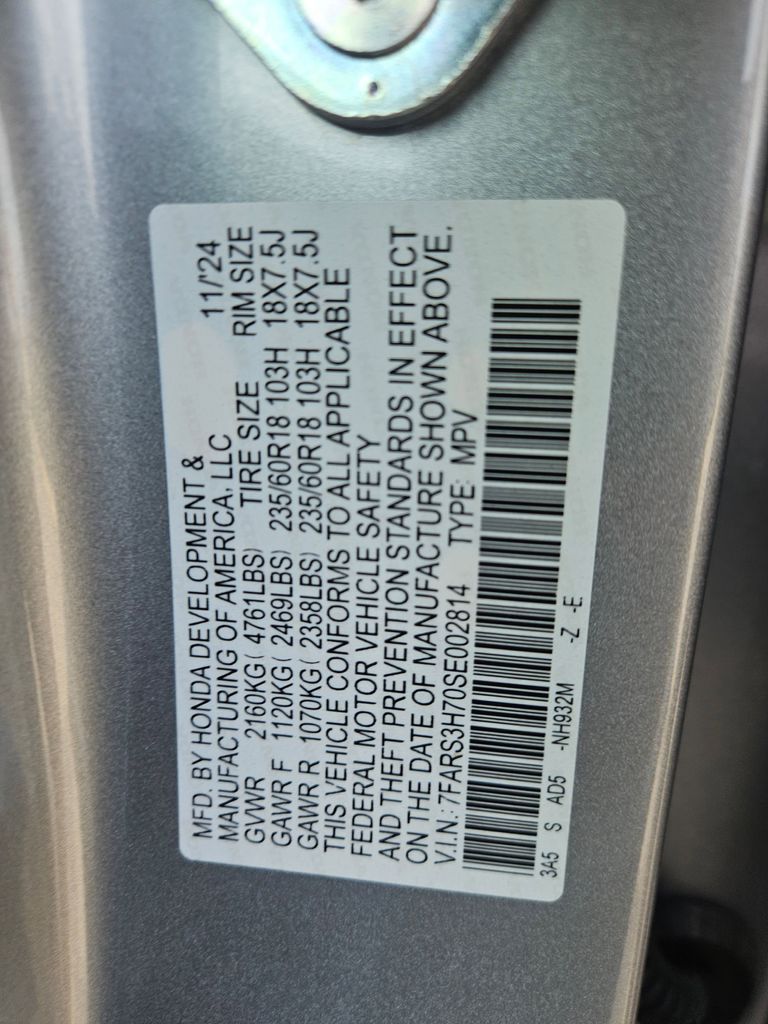 MFD. BY HONDA DEVELOPMENT &
MANUFACTURING OF AMERICA, LLC 11/'24
GVWR 2160KG( 4761LBS) TIRE SIZE RIM SIZE
GAWR F 1120KG( 2469LBS) 235/60R18 103H 18X7.5J
GAWR R 1070KG( 2358LBS) 235/60R18 103H 18X7.5J
THIS VEHICLE CONFORMS TO ALL APPLICABLE
FEDERAL MOTOR VEHICLE SAFETY
AND THEFT PREVENTION STANDARDS IN EFFECT
ON THE DATE OF MANUFACTURE SHOWN ABOVE.
V.I.N.: 7FARS3H70SE002814 TYPE: MPV
3A5 S AD5 -NH932M -Z -E